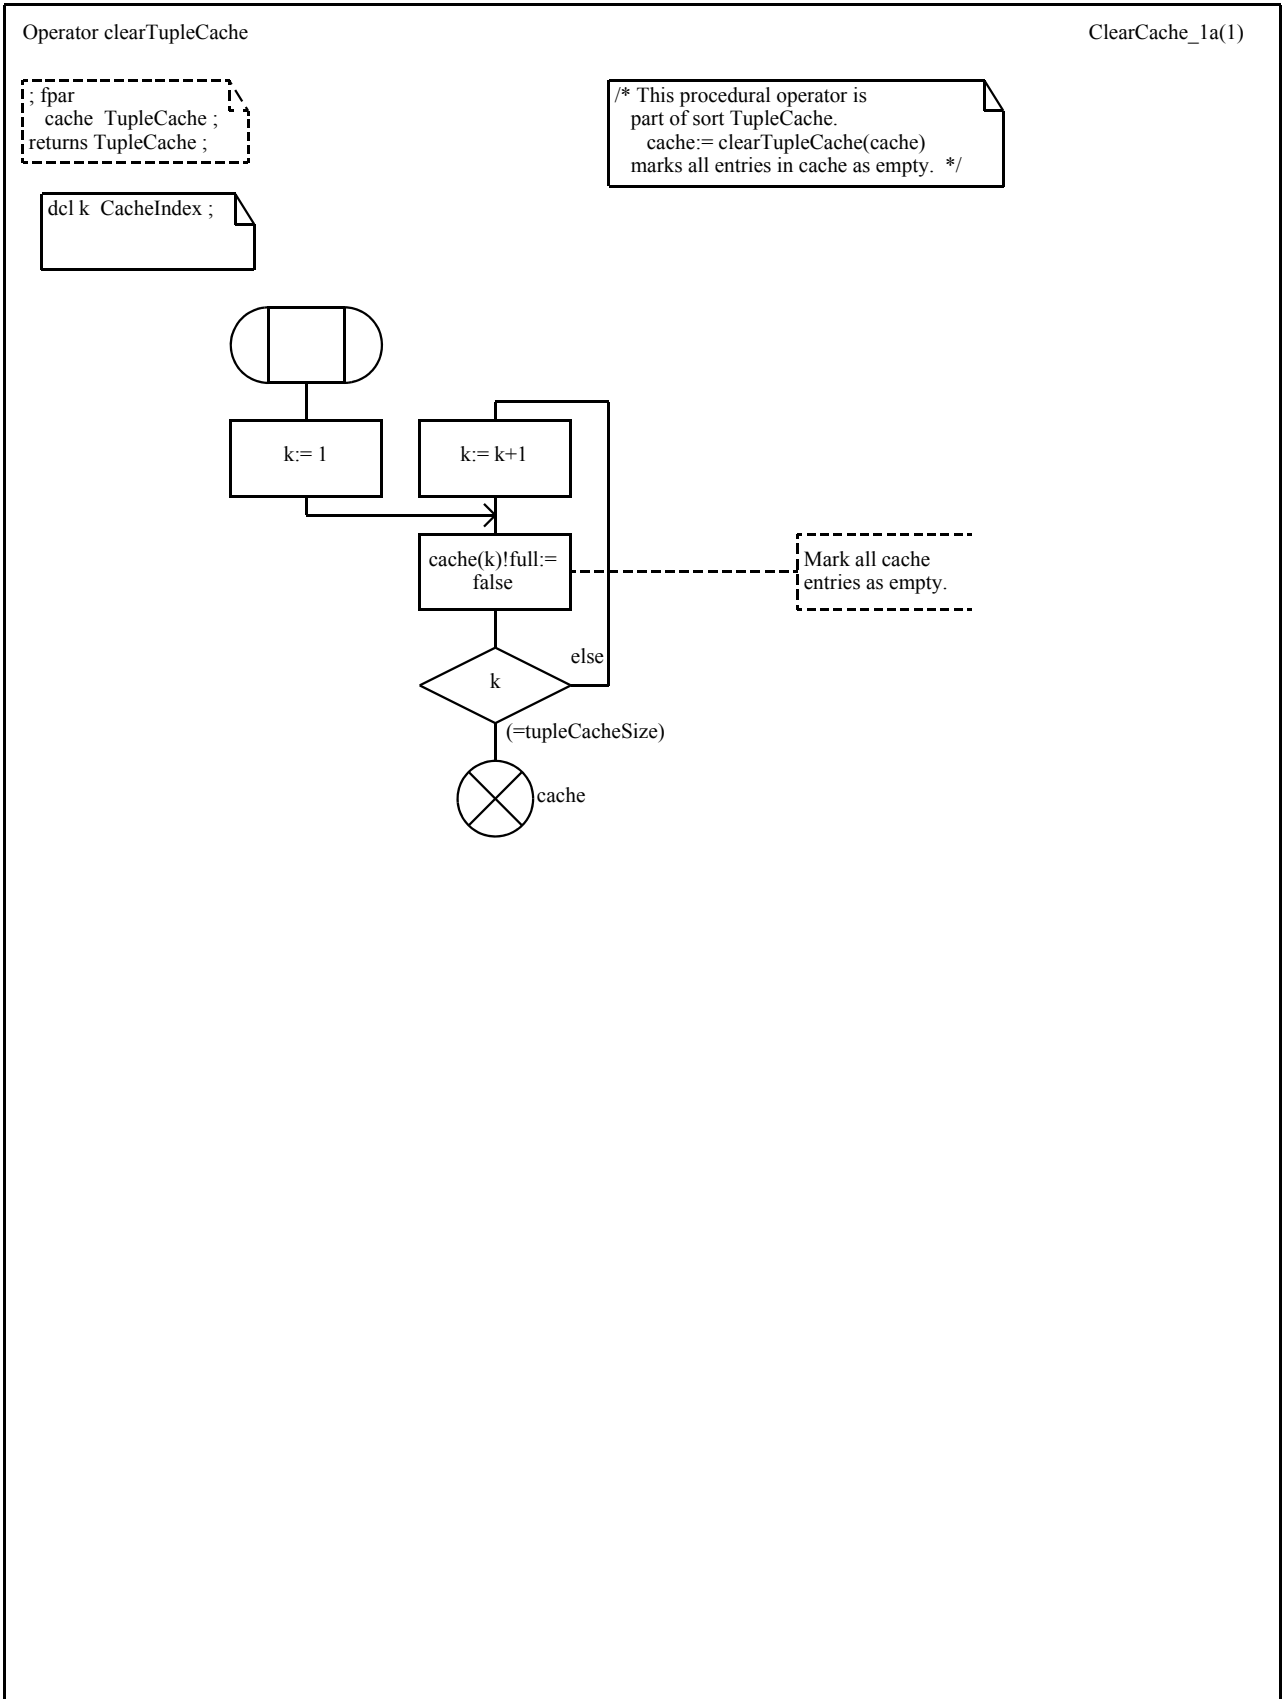 Operator clearTupleCache
ClearCache_1a(1)
; fpar
cache TupleCache ;
returns TupleCache ;
/* This procedural operator is
part of sort TupleCache.
cache:= clearTupleCache(cache)
marks all entries in cache as empty. */
dcl k CacheIndex ;
k:= 1
k:= k+1
cache(k)!full:=
false
Mark all cache
entries as empty.
else
k
(=tupleCacheSize)
cache